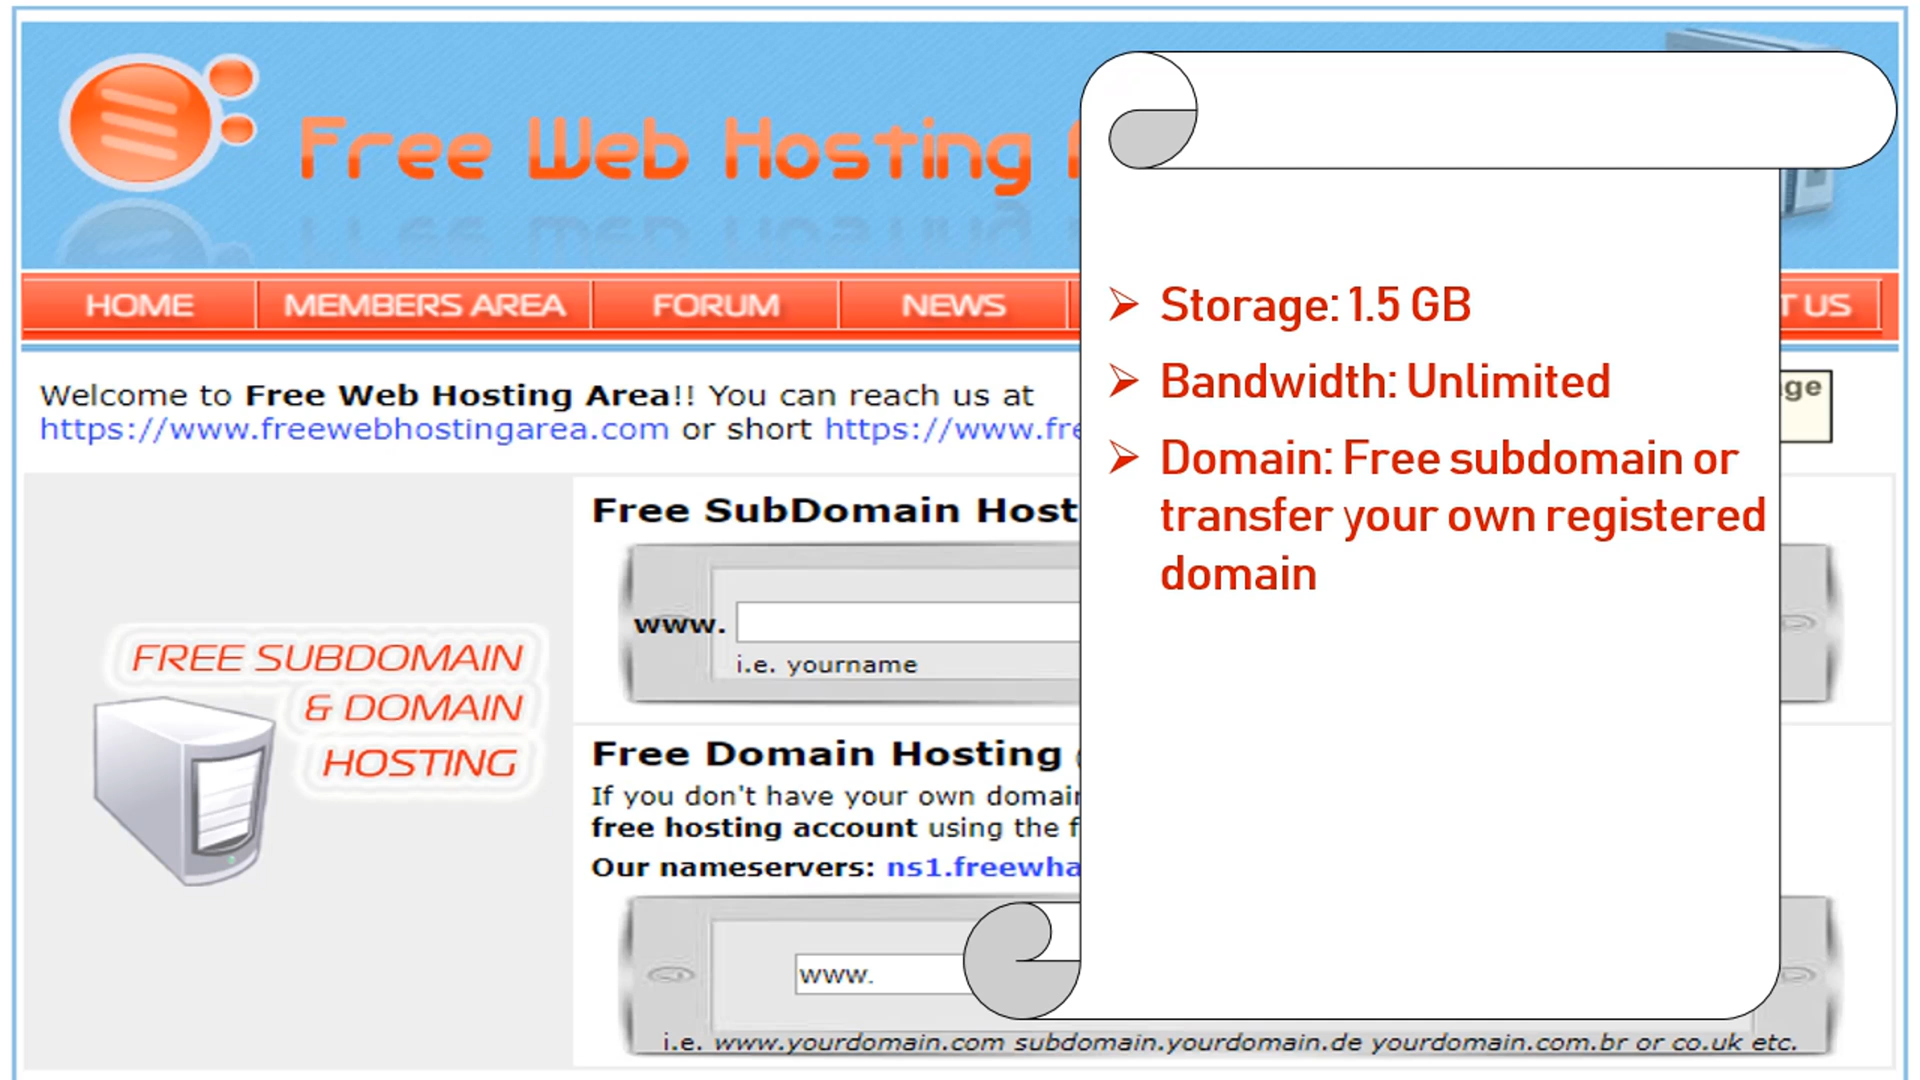 Free Web Hosting
HOME MEMBERS AREA FORUM NEWS T US
Storage: 1.5 GB
Bandwidth: Unlimited
Domain: Free subdomain or
transfer your own registered
domain
Welcome to Free Web Hosting Area!! You can reach us at
https://www.freewebhostingarea.com or short https://www.fre
ge
FREE SUBDOMAIN
& DOMAIN
HOSTING
Free SubDomain Host
www.
i.e. yourname
Free Domain Hosting
If you don't have your own domain
free hosting account using the f
Our nameservers: ns1.freewha
www.
i.e. www.yourdomain.com subdomain.yourdomain.de yourdomain.com.br or co.uk etc.